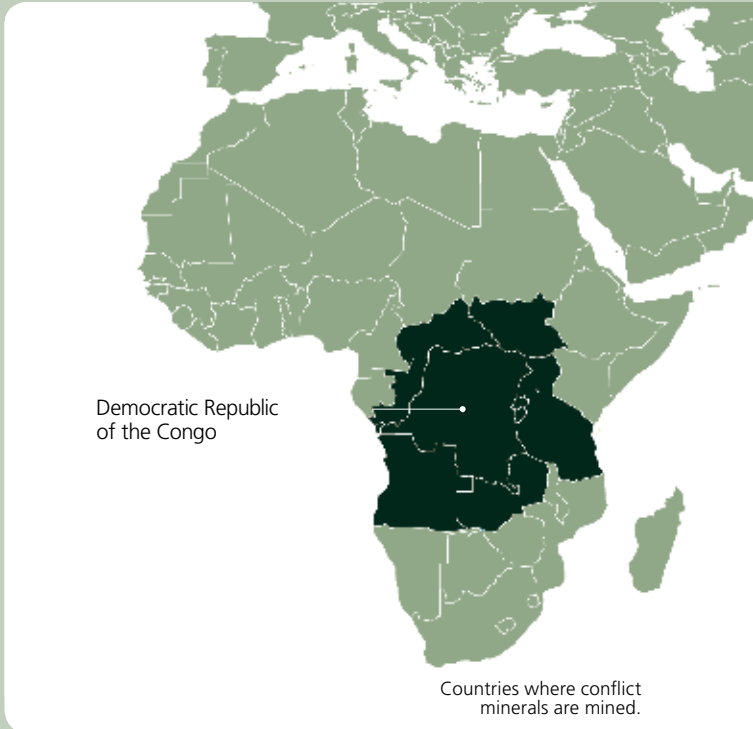 Democratic Republic
of the Congo
Countries where conflict
minerals are mined.